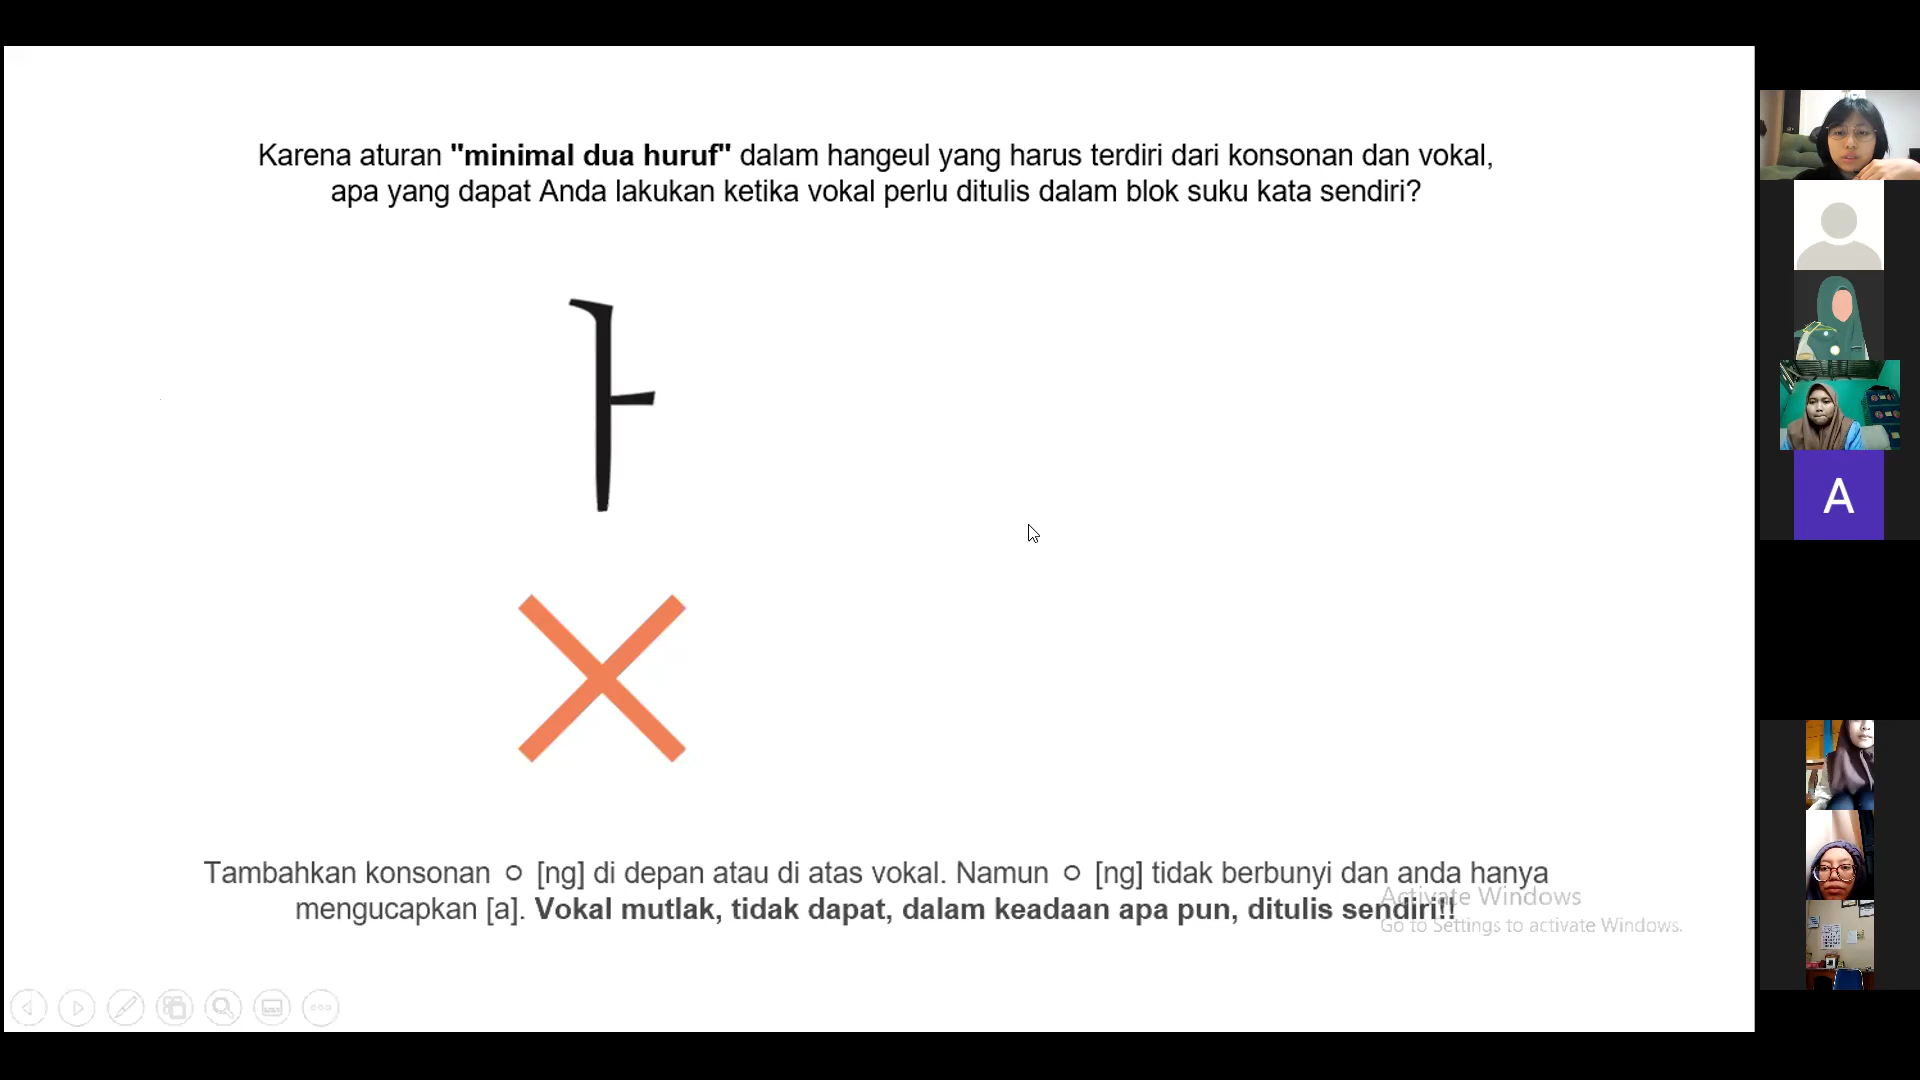 Karena aturan "minimal dua huruf" dalam hangeul yang harus terdiri dari konsonan dan vokal,
apa yang dapat Anda lakukan ketika vokal perlu ditulis dalam blok suku kata sendiri?
ㅏ
Tambahkan konsonan ㅇ [ng] di depan atau di atas vokal. Namun ㅇ [ng] tidak berbunyi dan anda hanya
mengucapkan [a]. Vokal mutlak, tidak dapat, dalam keadaan apa pun, ditulis sendiri!!
Activate Windows
Go to Settings to activate Windows.
A